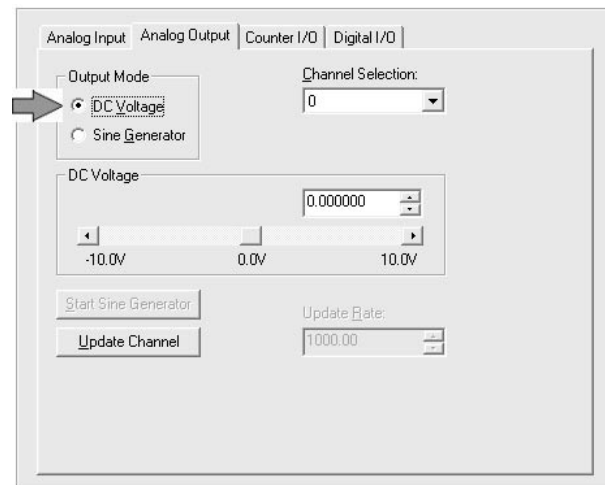 Analog Input Analog Output Counter I/O Digital I/O
Output Mode
DC Voltage
Sine Generator
Channel Selection:
0
DC Voltage
0.000000
-10.0V 0.0V 10.0V
Start Sine Generator
Update Channel
Update Rate:
1000.00